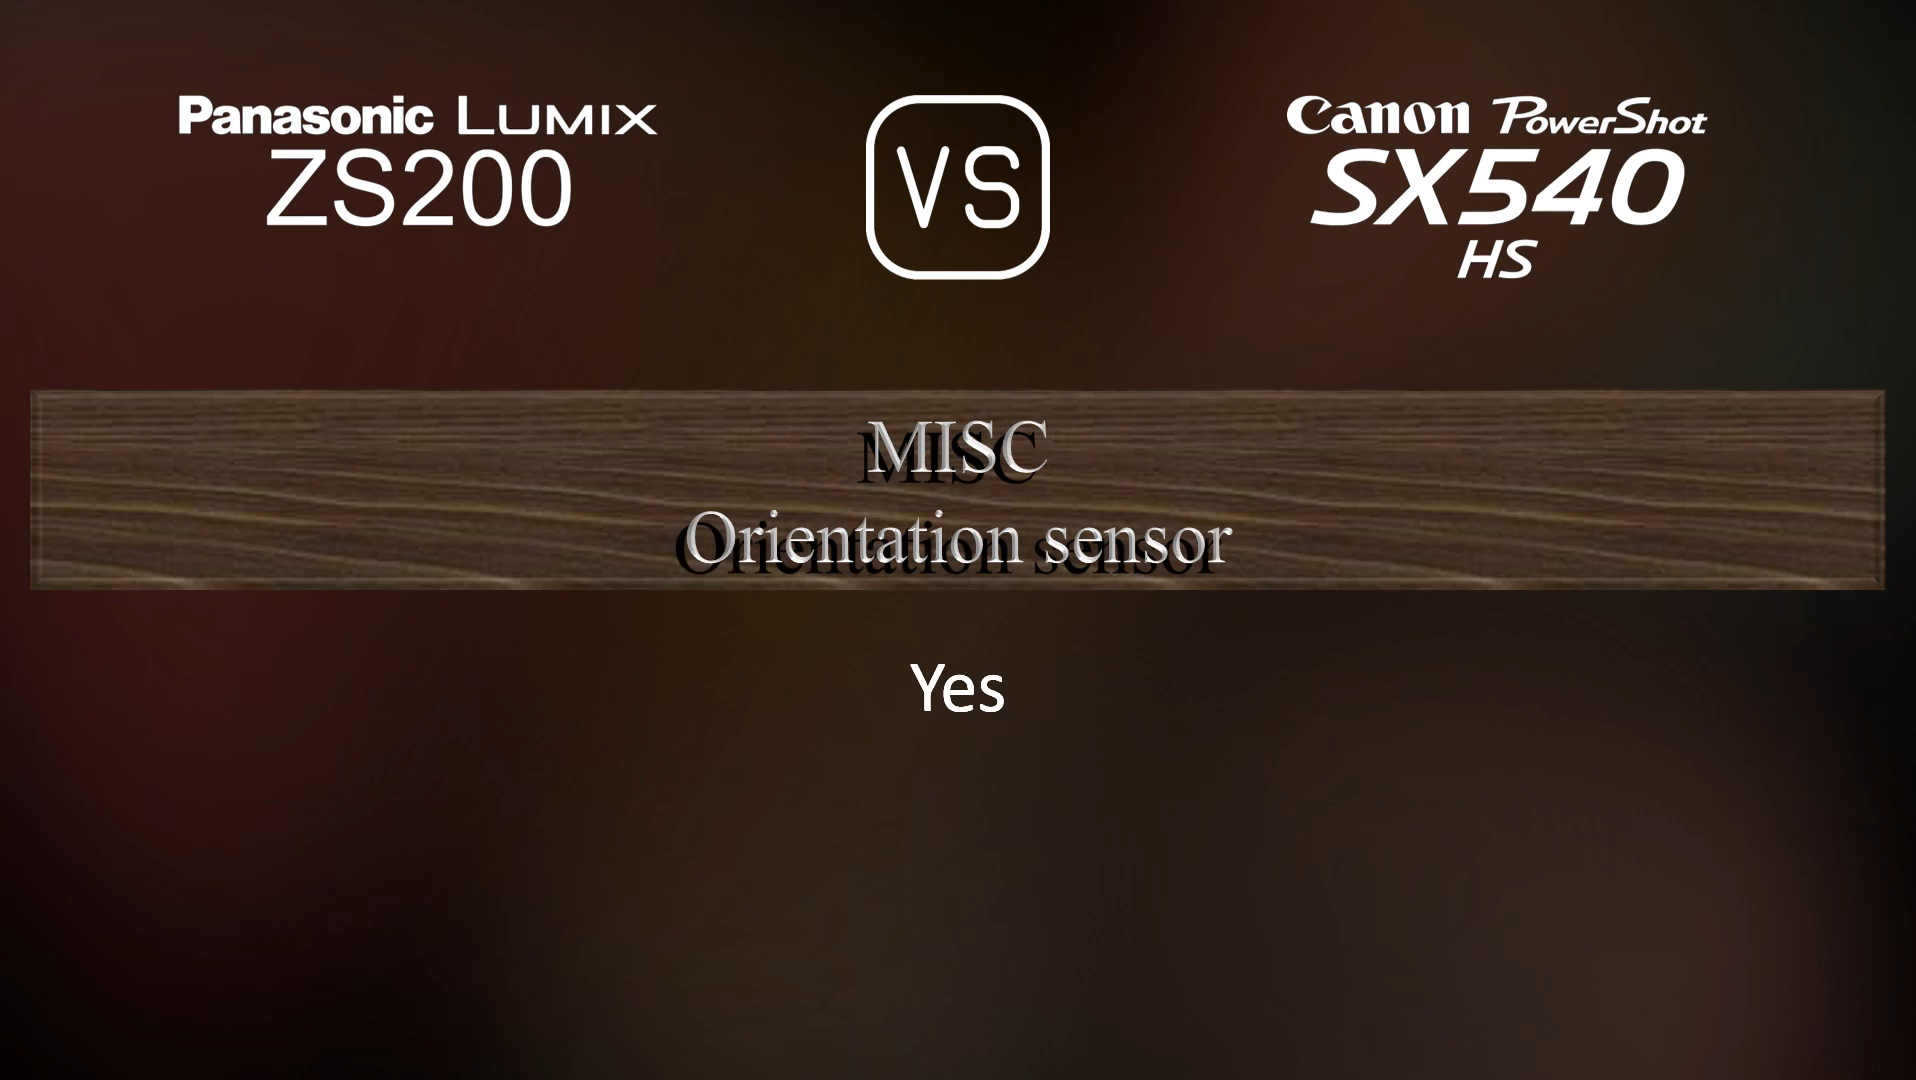 Panasonic LUMIX
ZS200
VS
Canon PowerShot
SX540
HS
MISC
Orientation sensor
Yes